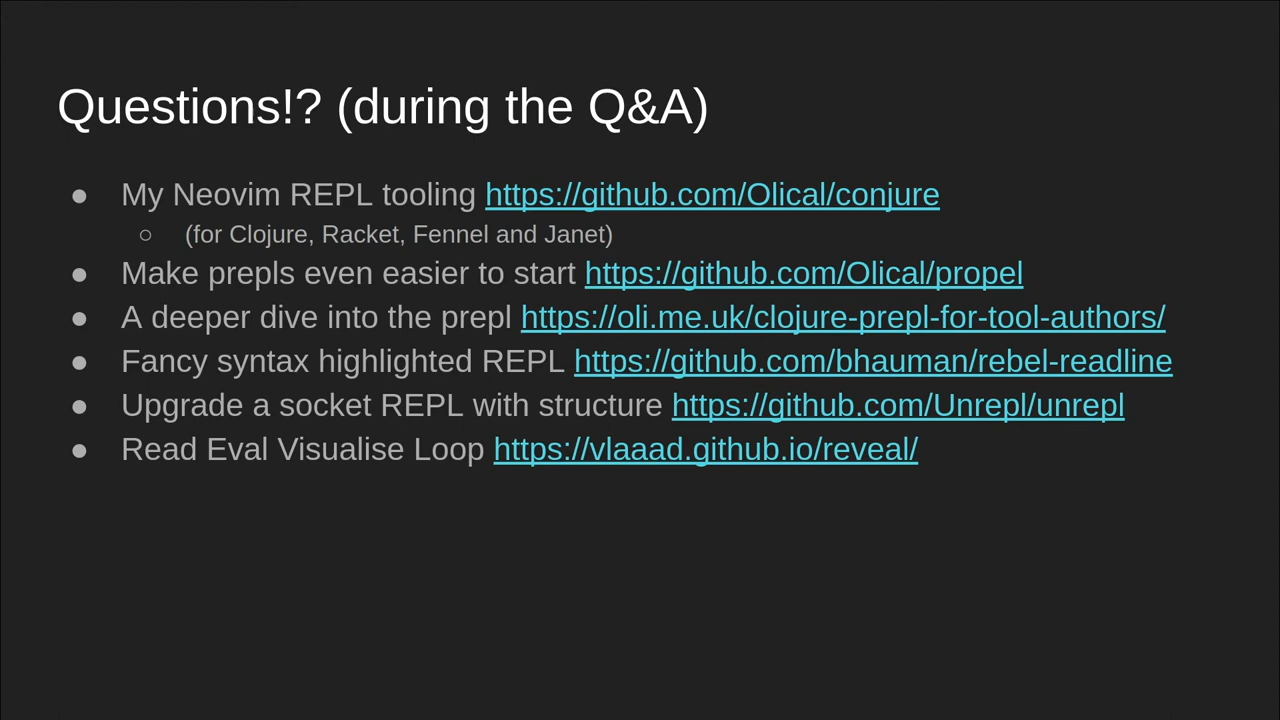 Questions!? (during the Q&A)
● My Neovim REPL tooling https://github.com/Olical/conjure
○ (for Clojure, Racket, Fennel and Janet)
● Make prepls even easier to start https://github.com/Olical/propel
● A deeper dive into the prepl https://oli.me.uk/clojure-prepl-for-tool-authors/
● Fancy syntax highlighted REPL https://github.com/bhauman/rebel-readline
● Upgrade a socket REPL with structure https://github.com/Unrepl/unrepl
● Read Eval Visualise Loop https://vlaaad.github.io/reveal/